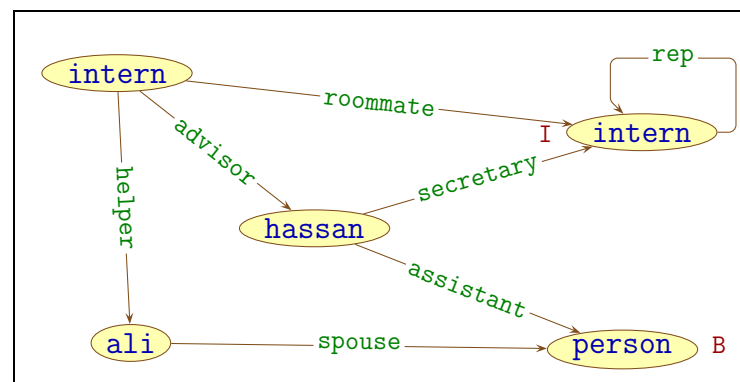 rep
intern
roommate
I
intern
advisor
secretary
helper
hassan
assistant
ali
spouse
person
B